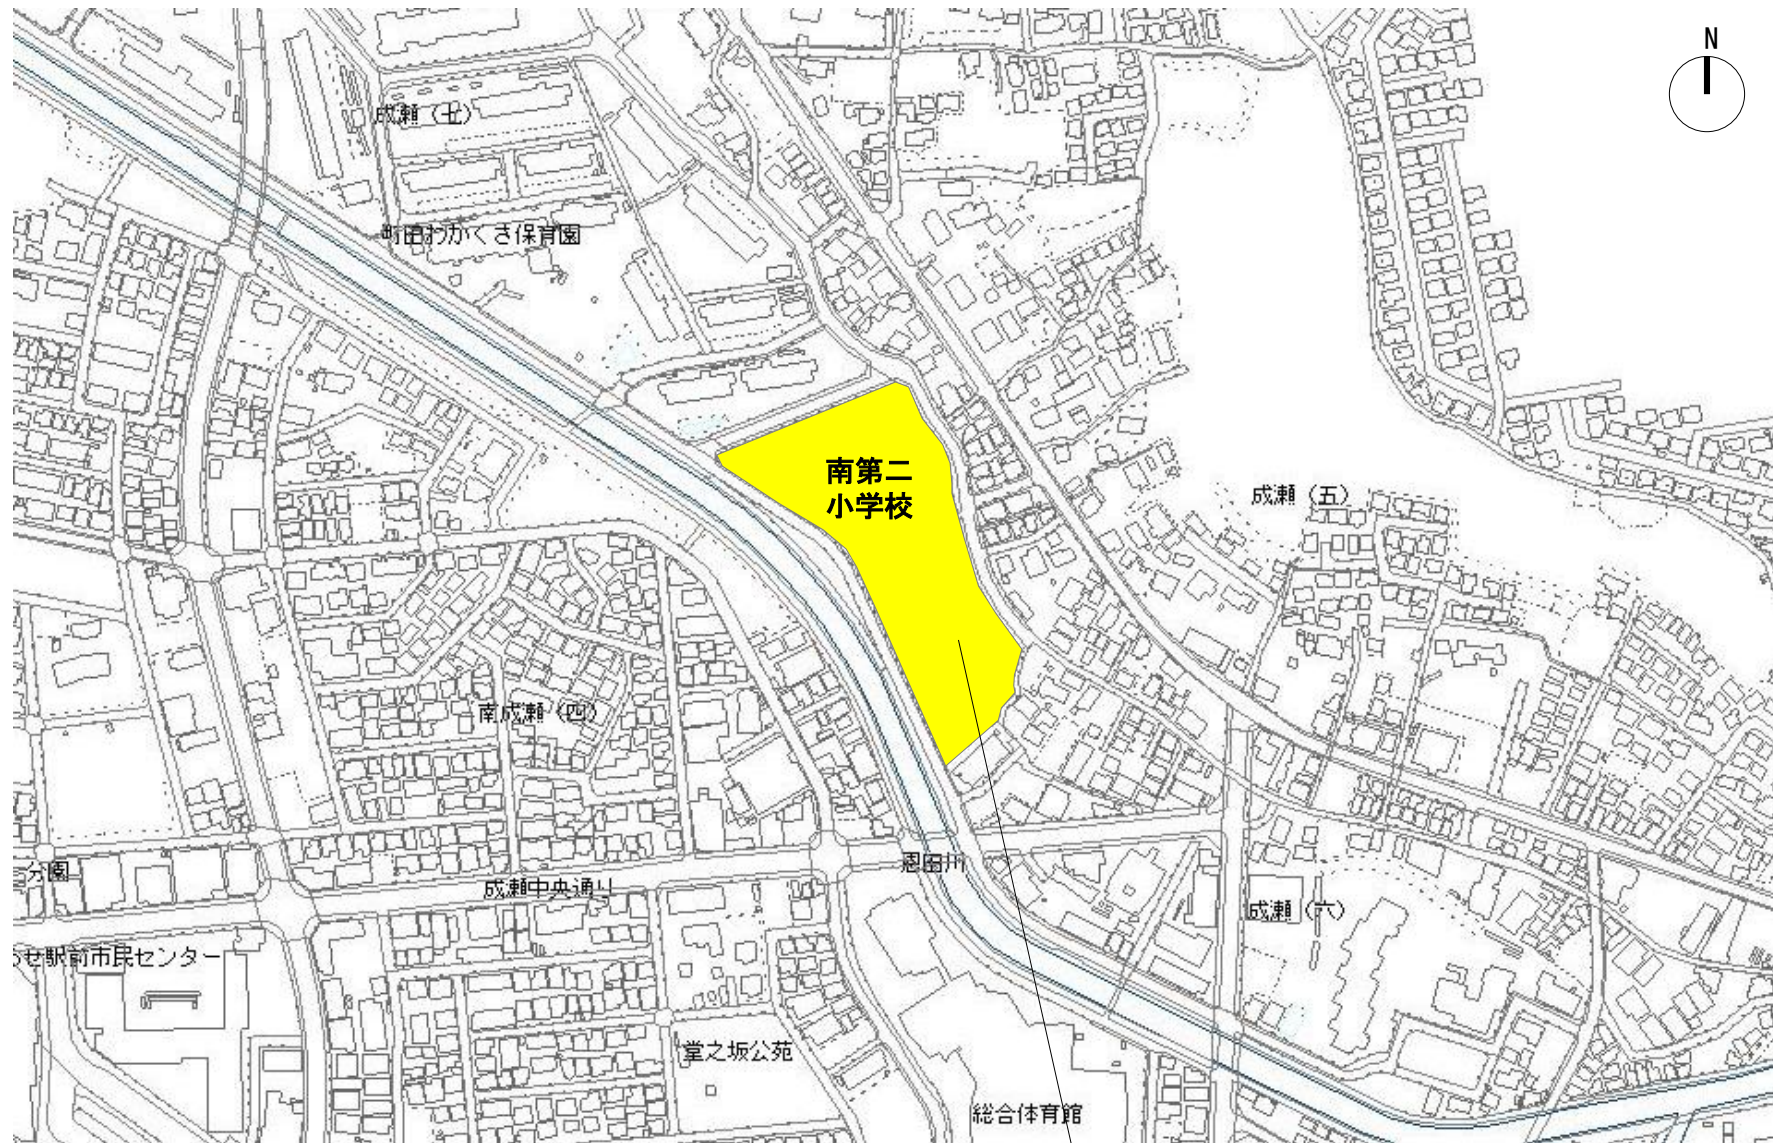 N
成瀬（七）
町田わかくさ保育園
南第二
小学校
成瀬（五）
南成瀬（四）
恩田川
分園
成瀬中央通り
成瀬（六）
せ駅前市民センター
堂之坂公苑
総合体育館